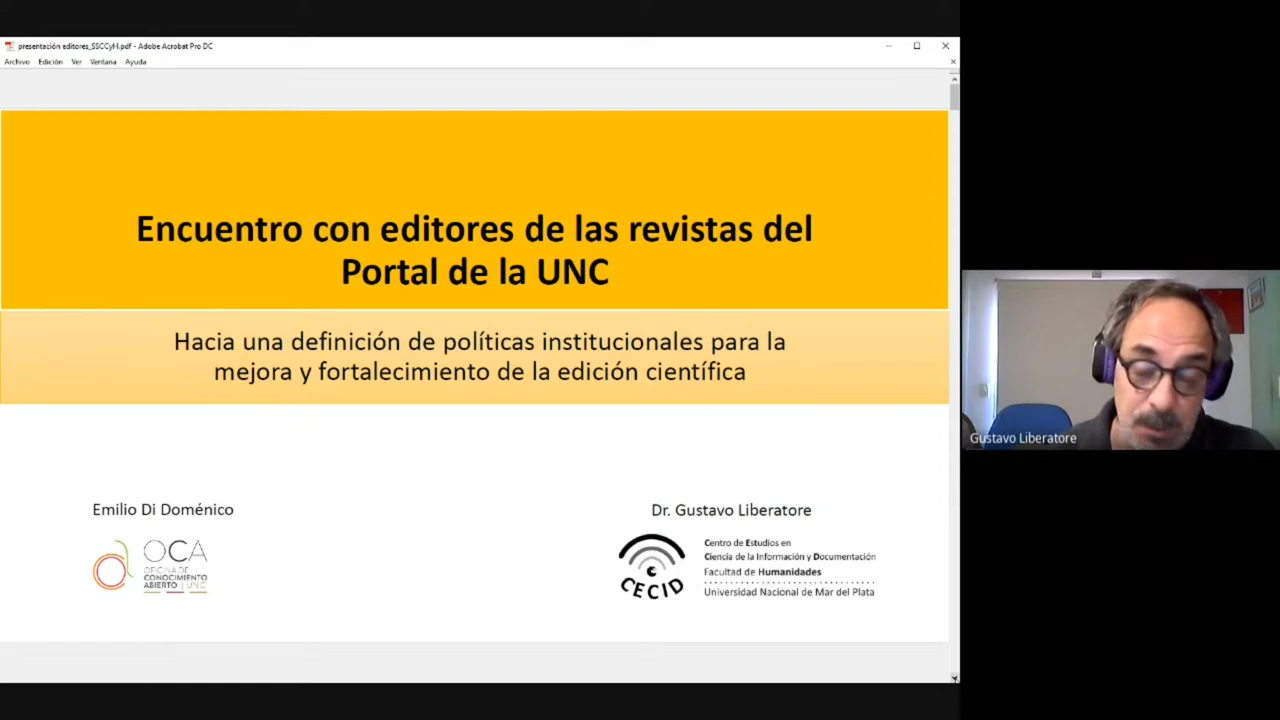 presentación editores_SSCCyH.pdf - Adobe Acrobat Pro DC
Archivo Edición Ver Ventana Ayuda
Encuentro con editores de las revistas del
Portal de la UNC
Hacia una definición de políticas institucionales para la
mejora y fortalecimiento de la edición científica
Emilio Di Doménico
OCA
OFICINA DE
CONOCIMIENTO
ABIERTO | UNC
Dr. Gustavo Liberatore
CECID
Centro de Estudios en
Ciencia de la Información y Documentación
Facultad de Humanidades
Universidad Nacional de Mar del Plata
Gustavo Liberatore